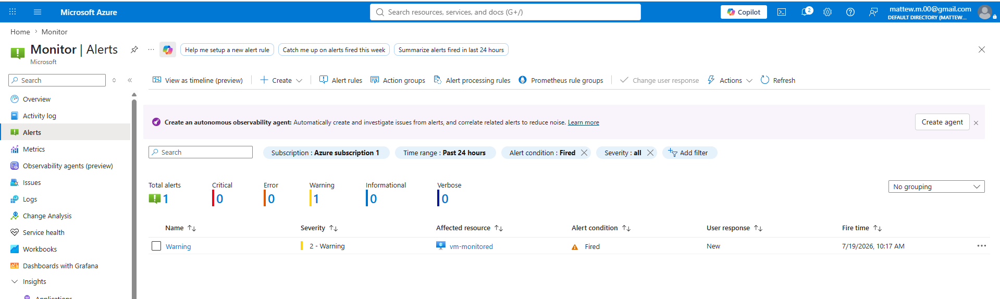 Microsoft Azure
Search resources, services, and docs (G+/)
Copilot
2
mattew.m.00@gmail.com
DEFAULT DIRECTORY (MATTEW...
Home > Monitor
Monitor | Alerts
Microsoft
Help me setup a new alert rule
Catch me up on alerts fired this week
Summarize alerts fired in last 24 hours
Search
View as timeline (preview)
Create
Alert rules
Action groups
Alert processing rules
Prometheus rule groups
Change user response
Actions
Refresh
Overview
Activity log
Alerts
Metrics
Observability agents (preview)
Issues
Logs
Change Analysis
Service health
Workbooks
Dashboards with Grafana
Insights
Applications
Create an autonomous observability agent: Automatically create and investigate issues from alerts, and correlate related alerts to reduce noise. Learn more
Create agent
Search
Subscription : Azure subscription 1
Time range : Past 24 hours
Alert condition : Fired
Severity : all
Add filter
Total alerts
1
Critical
0
Error
0
Warning
1
Informational
0
Verbose
0
No grouping
Name Severity Affected resource Alert condition User response Fire time
Warning 2 - Warning vm-monitored Fired New 7/19/2026, 10:17 AM